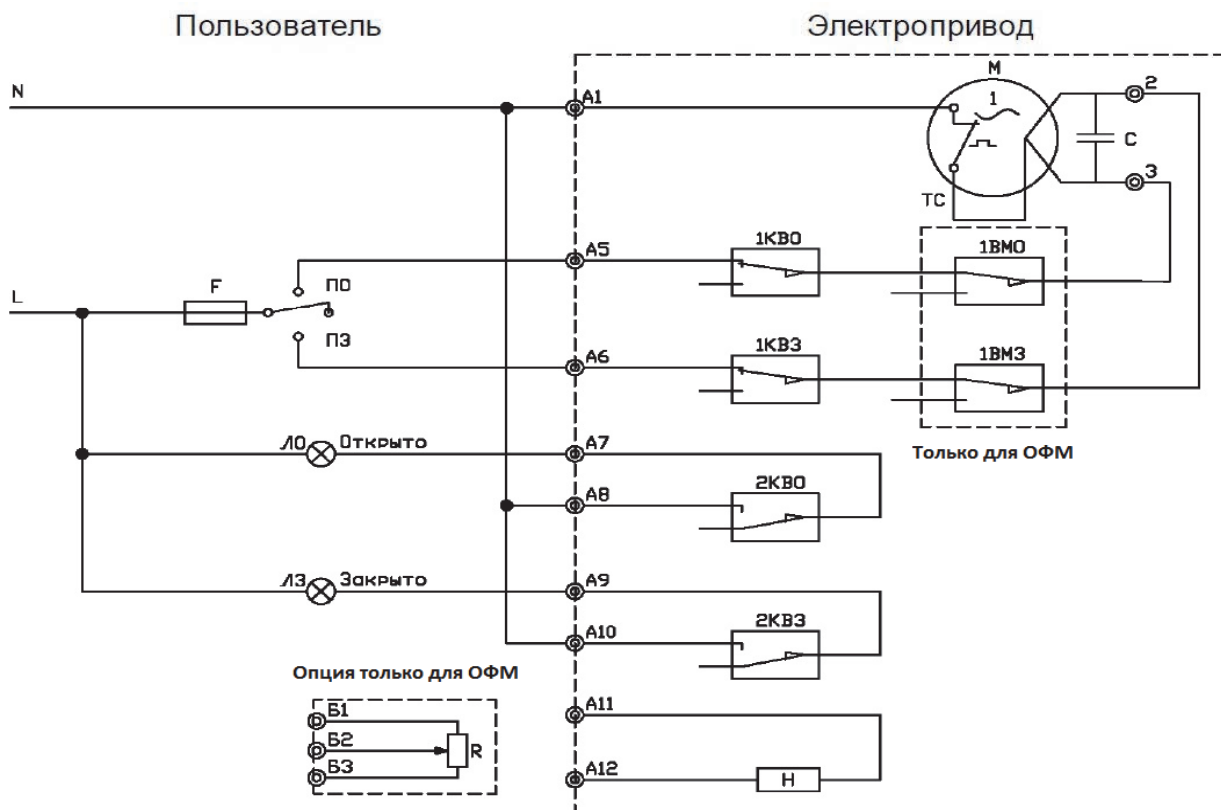 Пользователь
Электропривод
M
N
A1
1
2
C
3
TC
A5
1КВО
1ВМО
F
ПО
L
ПЗ
A6
1КВЗ
1ВМЗ
ЛО
Открыто
A7
Только для ОФМ
A8
2КВО
ЛЗ
Закрыто
A9
A10
2КВЗ
Опция только для ОФМ
Б1
A11
Б2
R
Б3
A12
H